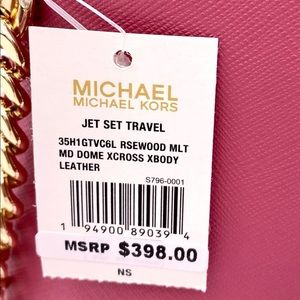 MICHAEL
MICHAEL KORS
JET SET TRAVEL
35H1GTVC6L RSEWOOD MLT
MD DOME XCROSS XBODY
LEATHER
S796-0001
1 94900 89039 4
MSRP $398.00
NS